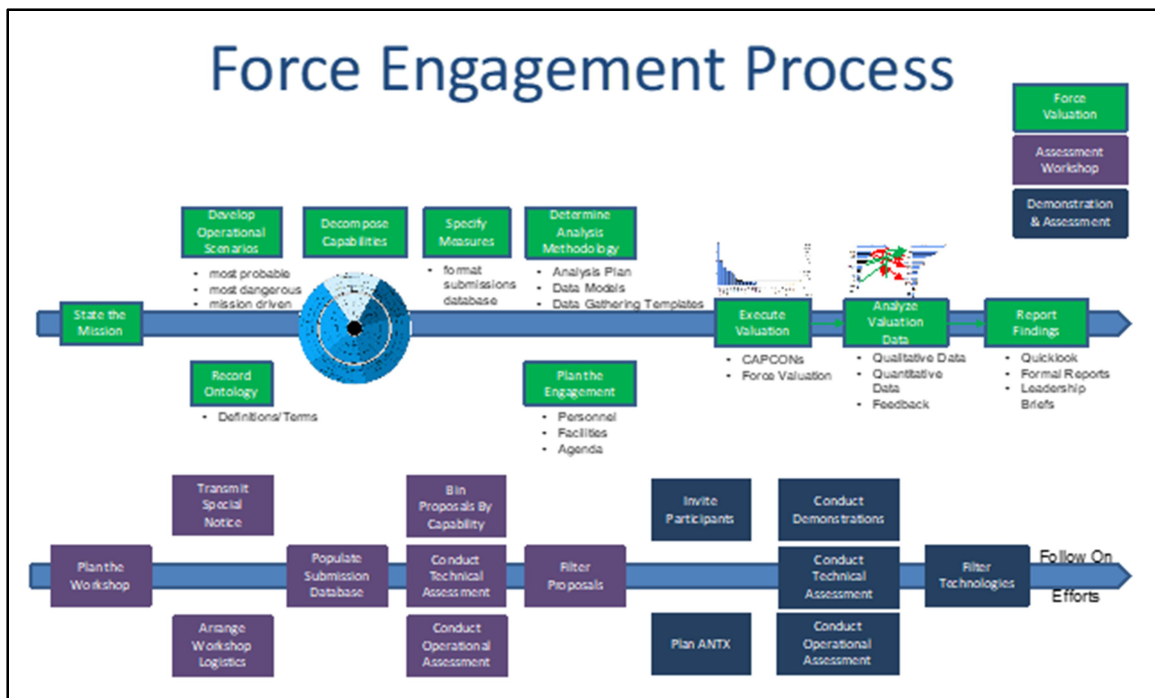 Force Engagement Process
Force
Valuation
Assessment
Workshop
Demonstration
& Assessment
Develop
Operational
Scenarios
• most probable
• most dangerous
• mission driven
Decompose
Capabilities
Specify
Measures
• format
submissions
database
Determine
Analysis
Methodology
• Analysis Plan
• Data Models
• Data Gathering Templates
State the
Mission
Execute
Valuation
• CAPCONs
• Force Valuation
Analyze
Valuation
Data
• Qualitative Data
• Quantitative
Data
• Feedback
Report
Findings
• Quicklook
• Formal Reports
• Leadership
Briefs
Record
Ontology
• Definitions/Terms
Plan the
Engagement
• Personnel
• Facilities
• Agenda
Transmit
Special
Notice
Bin
Proposals By
Capability
Invite
Participants
Conduct
Demonstrations
Plan the
Workshop
Populate
Submission
Database
Conduct
Technical
Assessment
Filter
Proposals
Conduct
Technical
Assessment
Filter
Technologies
Follow On
Efforts
Arrange
Workshop
Logistics
Conduct
Operational
Assessment
Plan ANTX
Conduct
Operational
Assessment